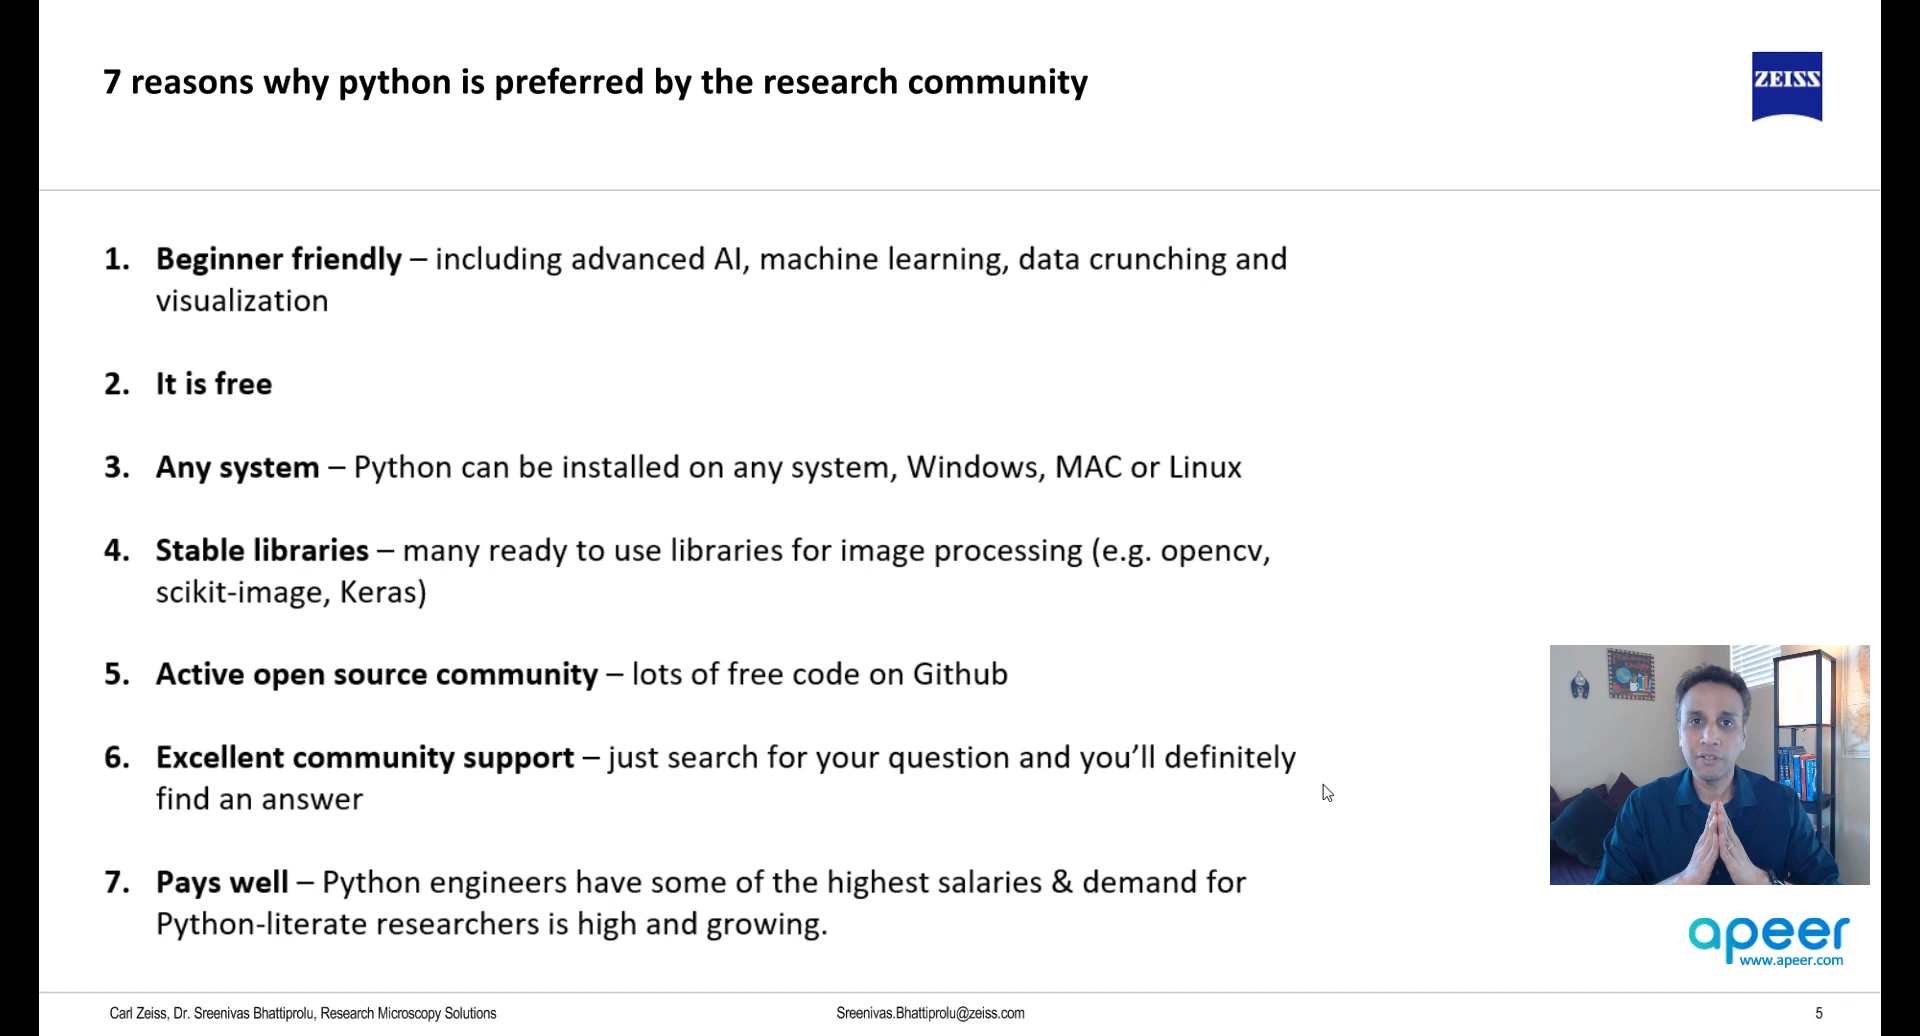 7 reasons why python is preferred by the research community
ZEISS
1. Beginner friendly – including advanced AI, machine learning, data crunching and
visualization
2. It is free
3. Any system – Python can be installed on any system, Windows, MAC or Linux
4. Stable libraries – many ready to use libraries for image processing (e.g. opencv,
scikit-image, Keras)
5. Active open source community – lots of free code on Github
6. Excellent community support – just search for your question and you’ll definitely
find an answer
7. Pays well – Python engineers have some of the highest salaries & demand for
Python-literate researchers is high and growing.
apeer
www.apeer.com
Carl Zeiss, Dr. Sreenivas Bhattiprolu, Research Microscopy Solutions
Sreenivas.Bhattiprolu@zeiss.com
5